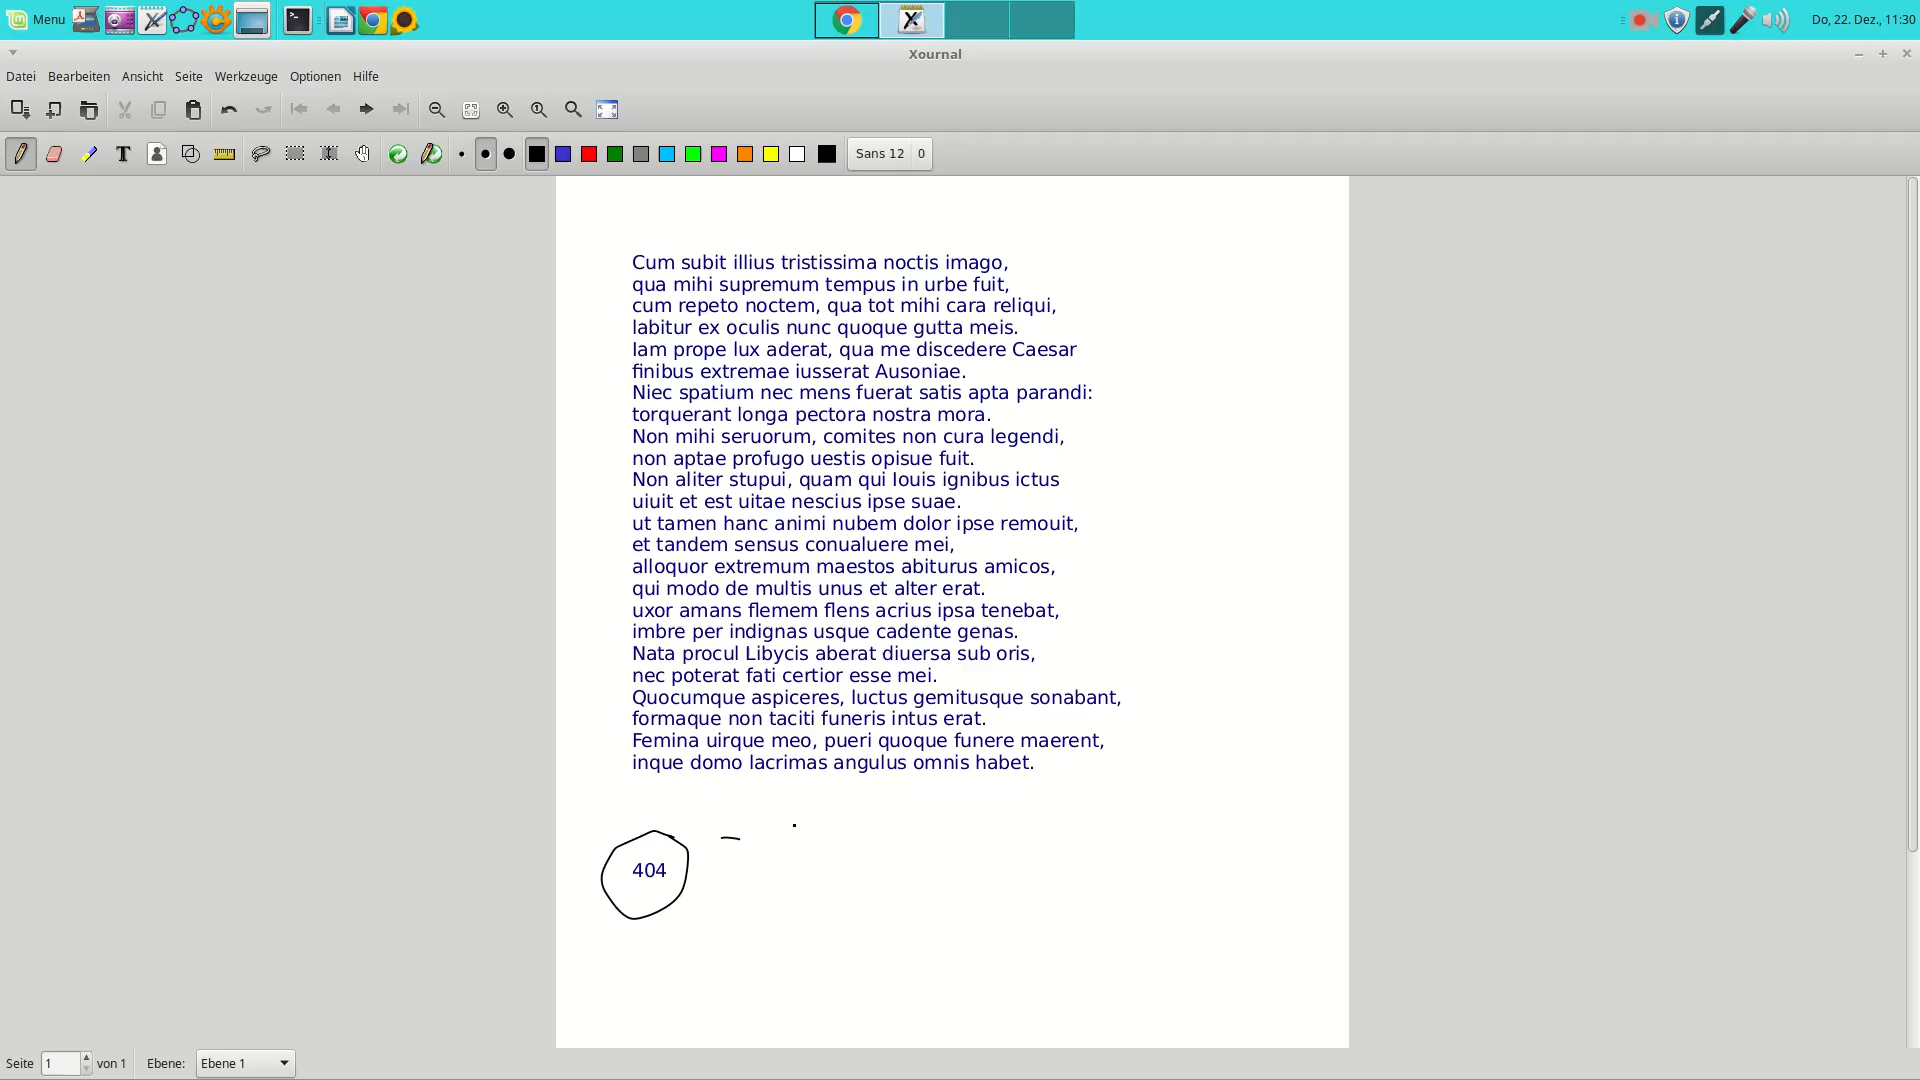 Menu
Do, 22. Dez., 11:30
Xournal
Datei Bearbeiten Ansicht Seite Werkzeuge Optionen Hilfe
T Sans 12 0
Cum subit illius tristissima noctis imago,
qua mihi supremum tempus in urbe fuit,
cum repeto noctem, qua tot mihi cara reliqui,
labitur ex oculis nunc quoque gutta meis.
Iam prope lux aderat, qua me discedere Caesar
finibus extremae iusserat Ausoniae.
Niec spatium nec mens fuerat satis apta parandi:
torquerant longa pectora nostra mora.
Non mihi seruorum, comites non cura legendi,
non aptae profugo uestis opisue fuit.
Non aliter stupui, quam qui Iouis ignibus ictus
uiuit et est uitae nescius ipse suae.
ut tamen hanc animi nubem dolor ipse remouit,
et tandem sensus conualuere mei,
alloquor extremum maestos abiturus amicos,
qui modo de multis unus et alter erat.
uxor amans flemem flens acrius ipsa tenebat,
imbre per indignas usque cadente genas.
Nata procul Libycis aberat diuersa sub oris,
nec poterat fati certior esse mei.
Quocumque aspiceres, luctus gemitusque sonabant,
formaque non taciti funeris intus erat.
Femina uirque meo, pueri quoque funere maerent,
inque domo lacrimas angulus omnis habet.
404
Seite 1 von 1 Ebene: Ebene 1